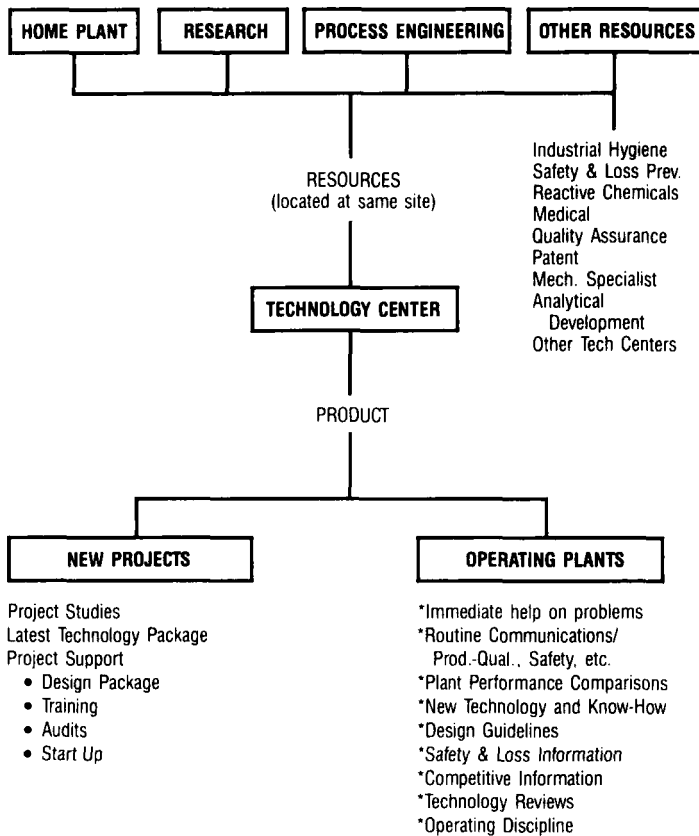 HOME PLANT
RESEARCH
PROCESS ENGINEERING
OTHER RESOURCES
RESOURCES
(located at same site)
Industrial Hygiene
Safety & Loss Prev.
Reactive Chemicals
Medical
Quality Assurance
Patent
Mech. Specialist
Analytical
Development
Other Tech Centers
TECHNOLOGY CENTER
PRODUCT
NEW PROJECTS
Project Studies
Latest Technology Package
Project Support
• Design Package
• Training
• Audits
• Start Up
OPERATING PLANTS
*Immediate help on problems
*Routine Communications/
Prod.-Qual., Safety, etc.
*Plant Performance Comparisons
*New Technology and Know-How
*Design Guidelines
*Safety & Loss Information
*Competitive Information
*Technology Reviews
*Operating Discipline